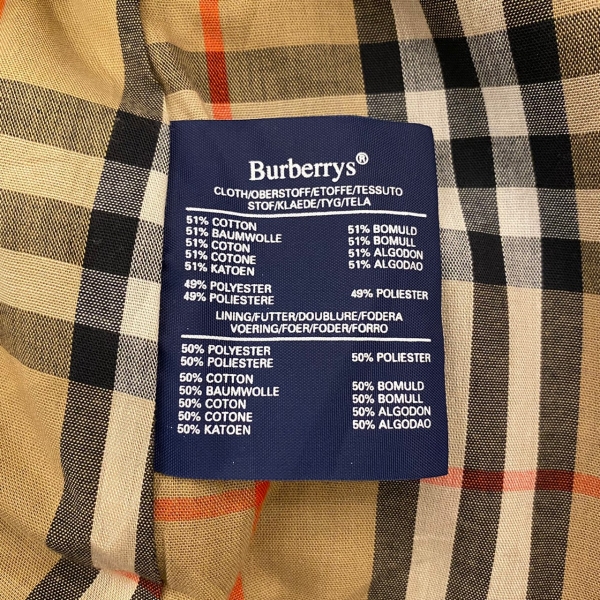 Burberrys®
CLOTH/OBERSTOFF/ETOFFE/TESSUTO
STOF/KLAEDE/TYG/TELA
51% COTTON
51% BAUMWOLLE
51% COTON
51% COTONE
51% KATOEN
51% BOMULD
51% BOMULL
51% ALGODON
51% ALGODAO
49% POLYESTER
49% POLIESTERE
49% POLIESTER
LINING/FUTTER/DOUBLURE/FODERA
VOERING/FOER/FODER/FORRO
50% POLYESTER
50% POLIESTERE
50% POLIESTER
50% COTTON
50% BAUMWOLLE
50% COTON
50% COTONE
50% KATOEN
50% BOMULD
50% BOMULL
50% ALGODON
50% ALGODAO